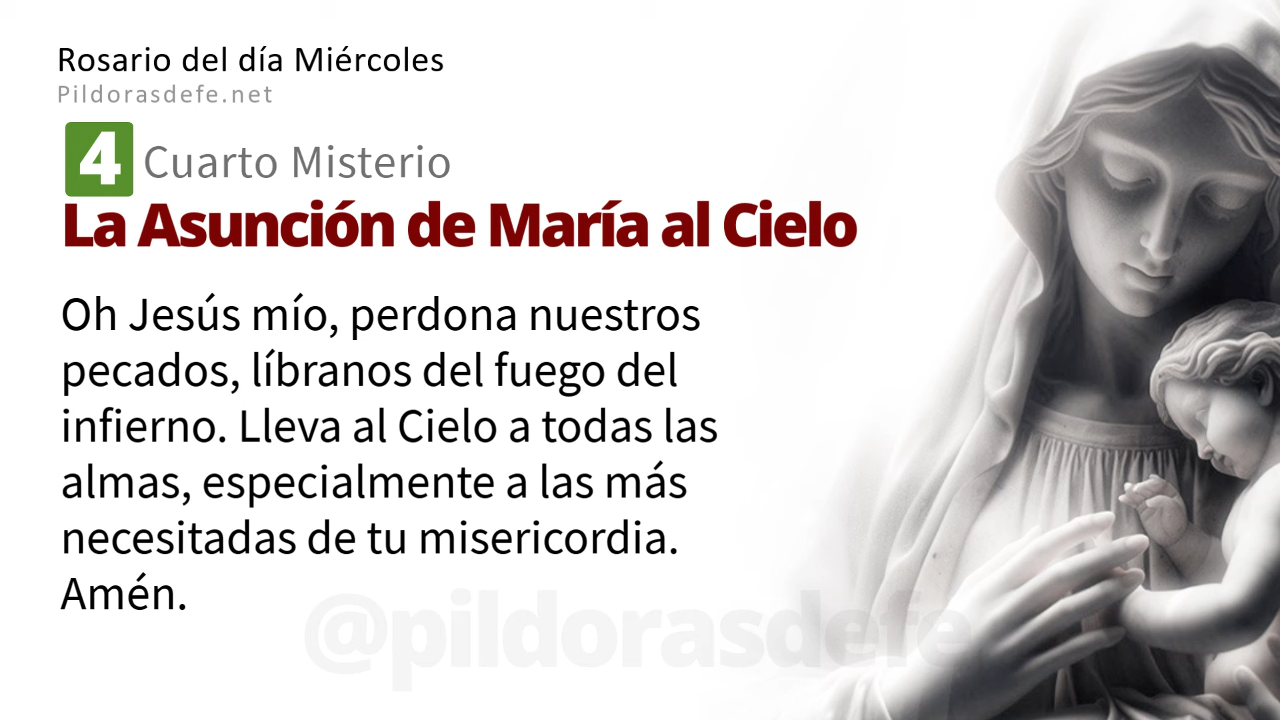 Rosario del día Miércoles
Pildorasdefe.net
4 Cuarto Misterio
La Asunción de María al Cielo
Oh Jesús mío, perdona nuestros
pecados, líbranos del fuego del
infierno. Lleva al Cielo a todas las
almas, especialmente a las más
necesitadas de tu misericordia.
Amén.
@pildorasdefe